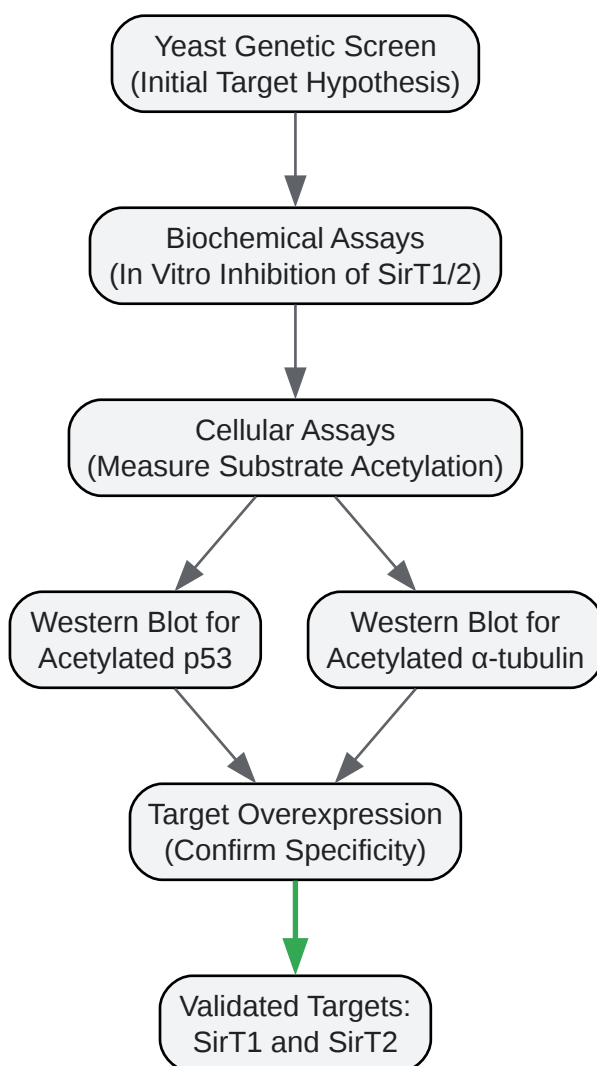 Yeast Genetic Screen
(Initial Target Hypothesis)
Biochemical Assays
(In Vitro Inhibition of SirT1/2)
Cellular Assays
(Measure Substrate Acetylation)
Western Blot for
Acetylated p53
Western Blot for
Acetylated α-tubulin
Target Overexpression
(Confirm Specificity)
Validated Targets:
SirT1 and SirT2